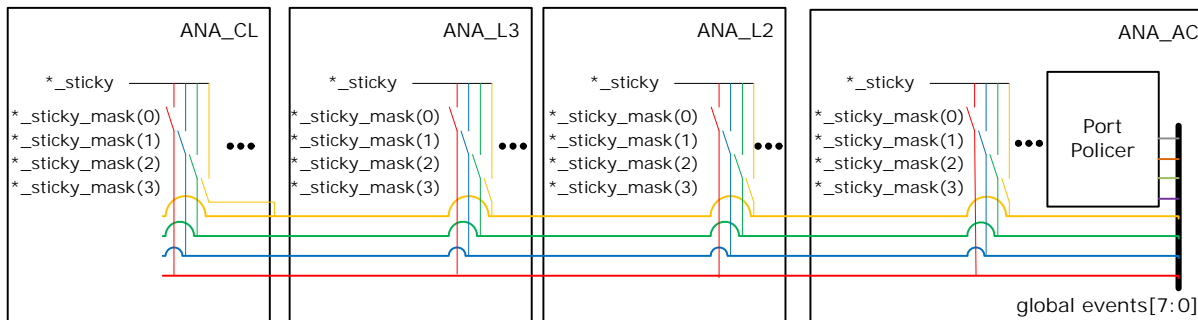 ANA_CL
*_sticky
*_sticky_mask(0)
*_sticky_mask(1)
*_sticky_mask(2)
*_sticky_mask(3)
ANA_L3
*_sticky
*_sticky_mask(0)
*_sticky_mask(1)
*_sticky_mask(2)
*_sticky_mask(3)
ANA_L2
*_sticky
*_sticky_mask(0)
*_sticky_mask(1)
*_sticky_mask(2)
*_sticky_mask(3)
ANA_AC
*_sticky
*_sticky_mask(0)
*_sticky_mask(1)
*_sticky_mask(2)
*_sticky_mask(3)
Port
Policer
global events[7:0]